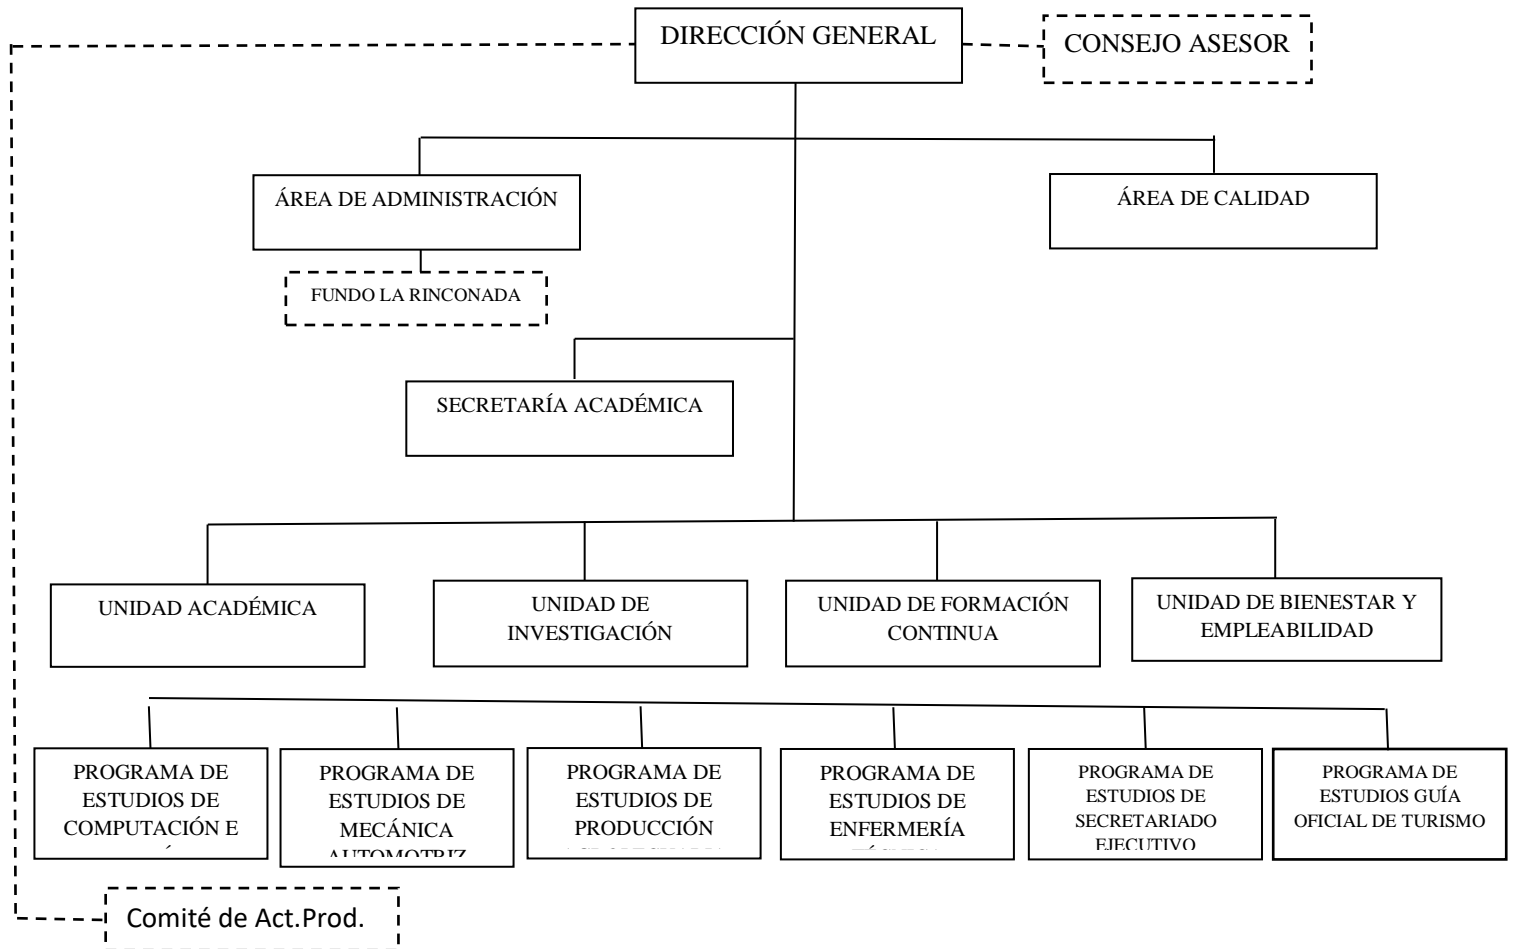 DIRECCIÓN GENERAL
CONSEJO ASESOR
ÁREA DE ADMINISTRACIÓN
ÁREA DE CALIDAD
FUNDO LA RINCONADA
SECRETARÍA ACADÉMICA
UNIDAD ACADÉMICA
UNIDAD DE
INVESTIGACIÓN
UNIDAD DE FORMACIÓN
CONTINUA
UNIDAD DE BIENESTAR Y
EMPLEABILIDAD
PROGRAMA DE
ESTUDIOS DE
COMPUTACIÓN E
PROGRAMA DE
ESTUDIOS DE
MECÁNICA
AUTOMOTRIZ
PROGRAMA DE
ESTUDIOS DE
PRODUCCIÓN
PROGRAMA DE
ESTUDIOS DE
ENFERMERÍA
PROGRAMA DE
ESTUDIOS DE
SECRETARIADO
EJECUTIVO
PROGRAMA DE
ESTUDIOS GUÍA
OFICIAL DE TURISMO
Comité de Act.Prod.